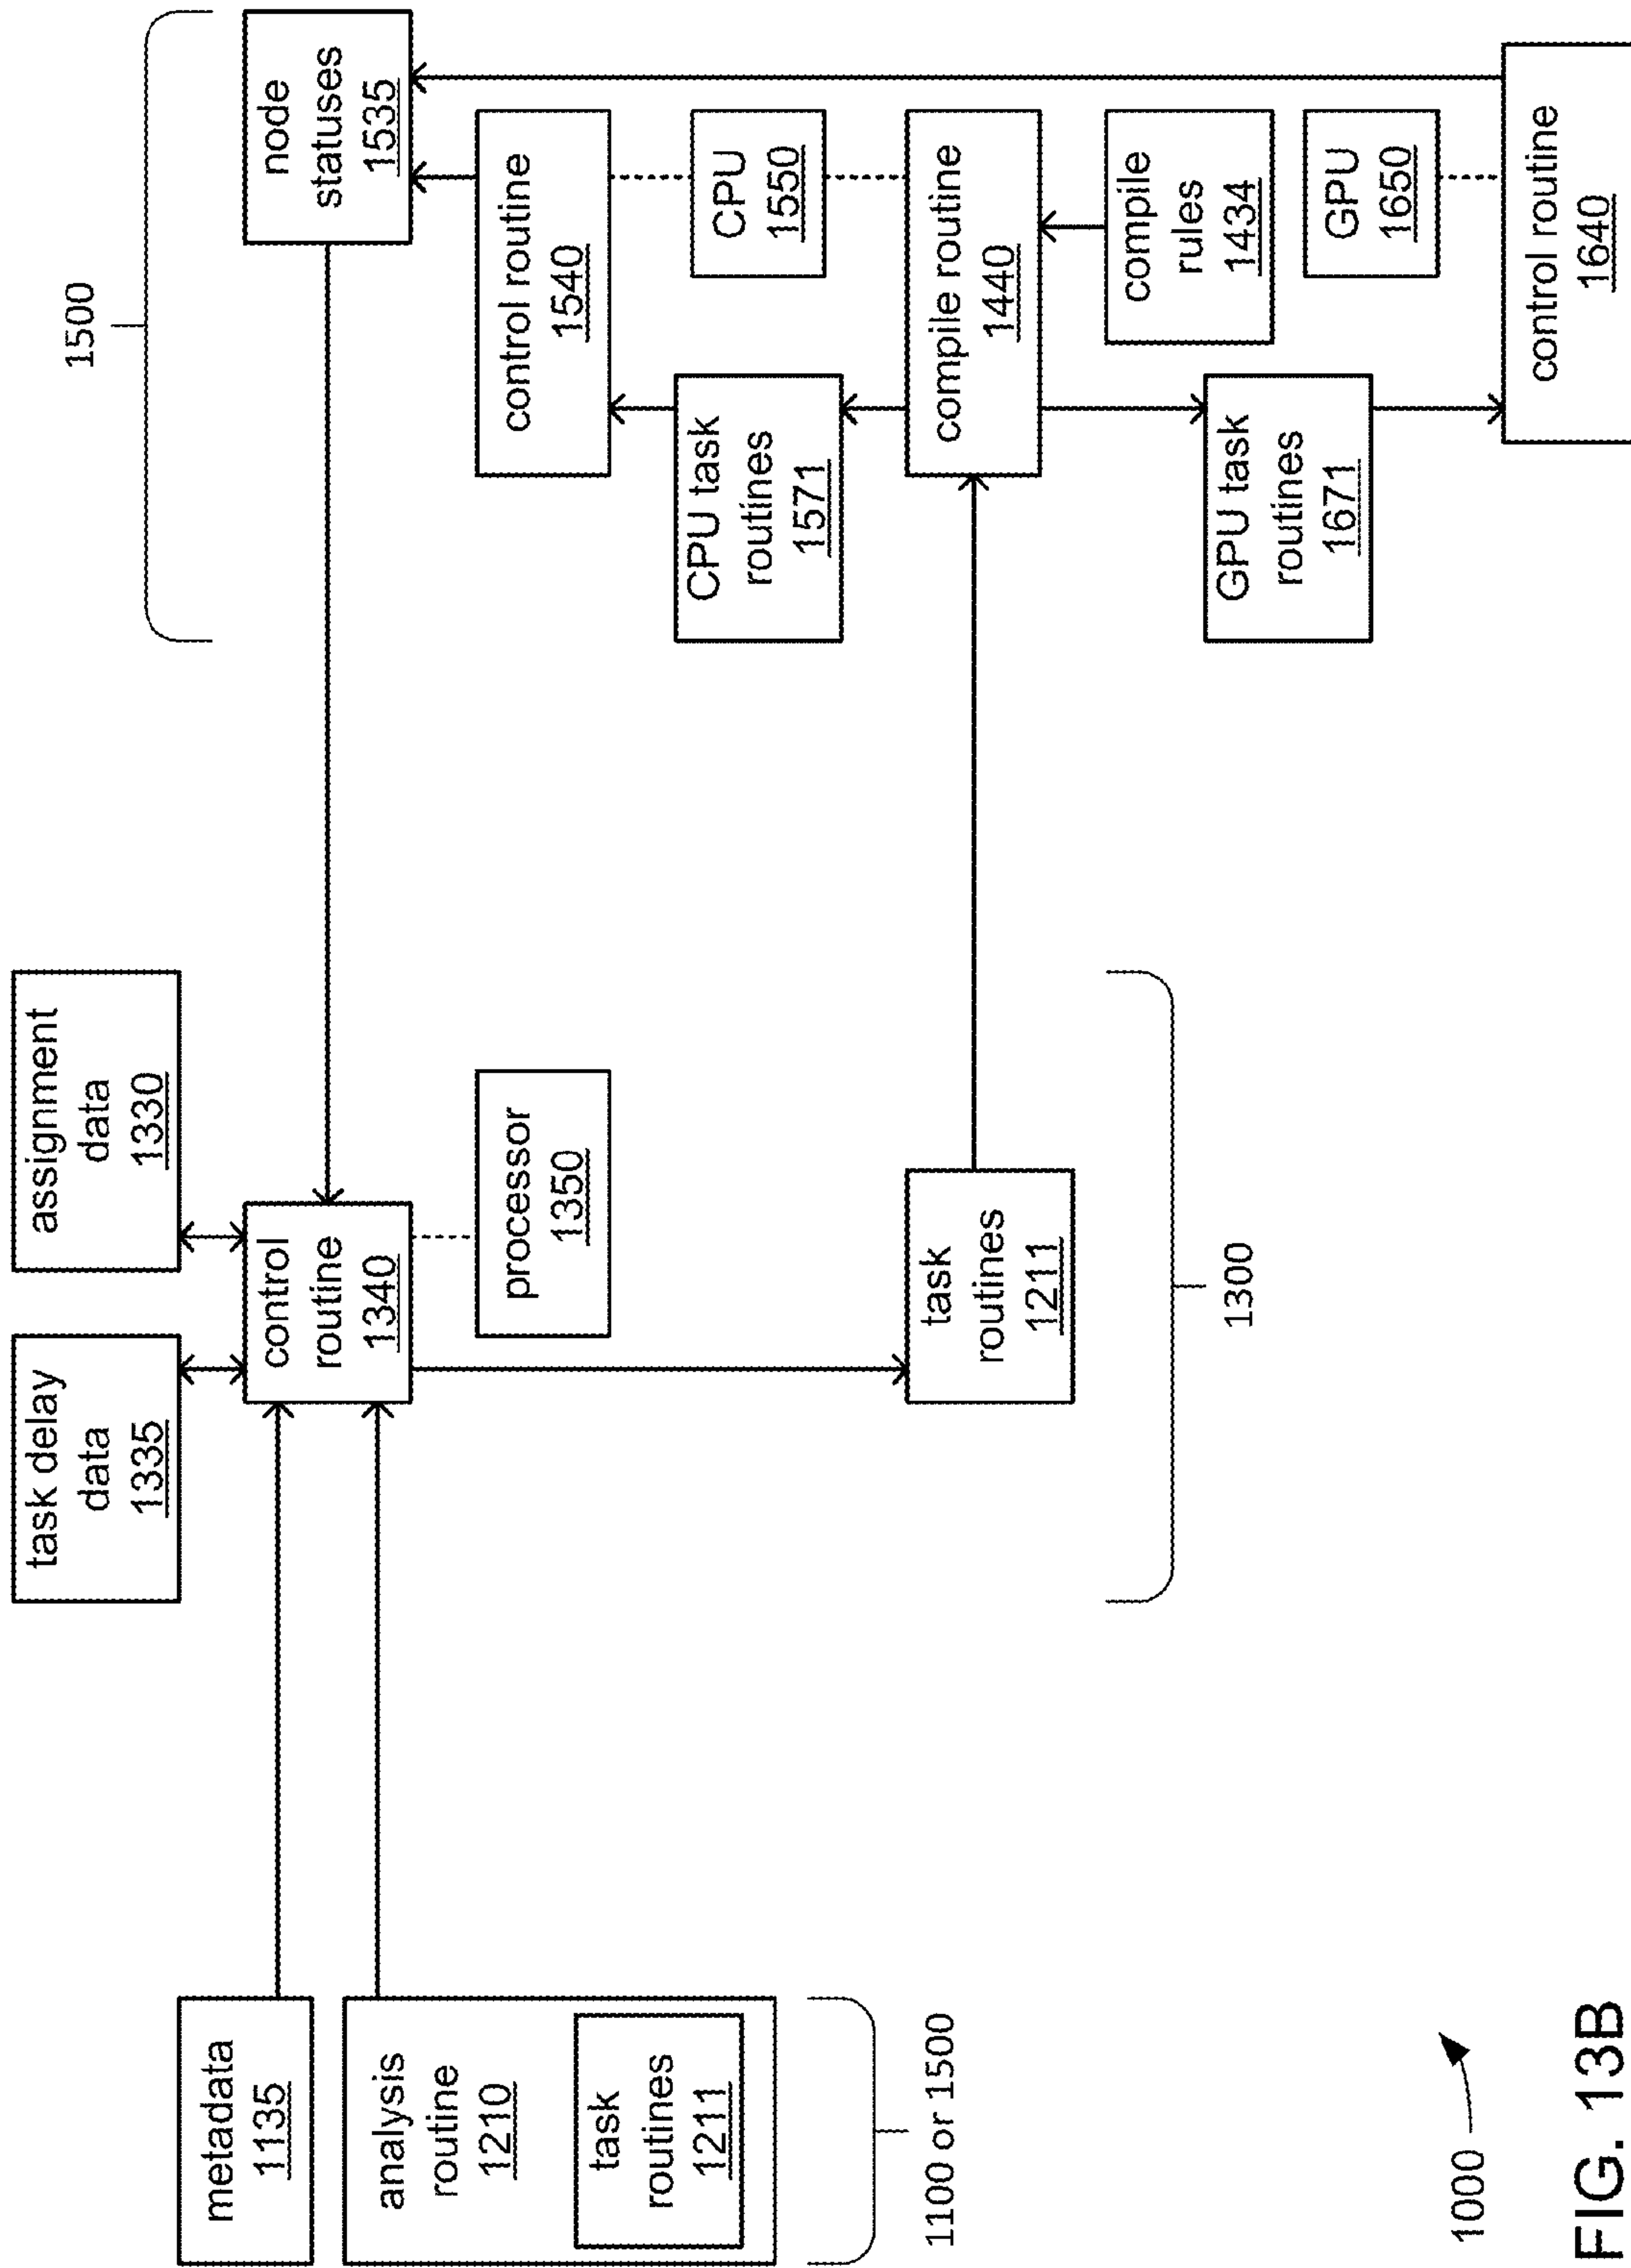 metadata
1135
analysis
routine
1210
task
routines
1211
1100 or 1500
task delay
data
1335
assignment
data
1330
control
routine
1340
processor
1350
task
routines
1211
1300
1500
node
statuses
1535
control routine
1540
CPU
1550
CPU task
routines
1571
compile routine
1440
compile
rules
1434
GPU task
routines
1671
GPU
1650
control routine
1640
1000
FIG. 13B